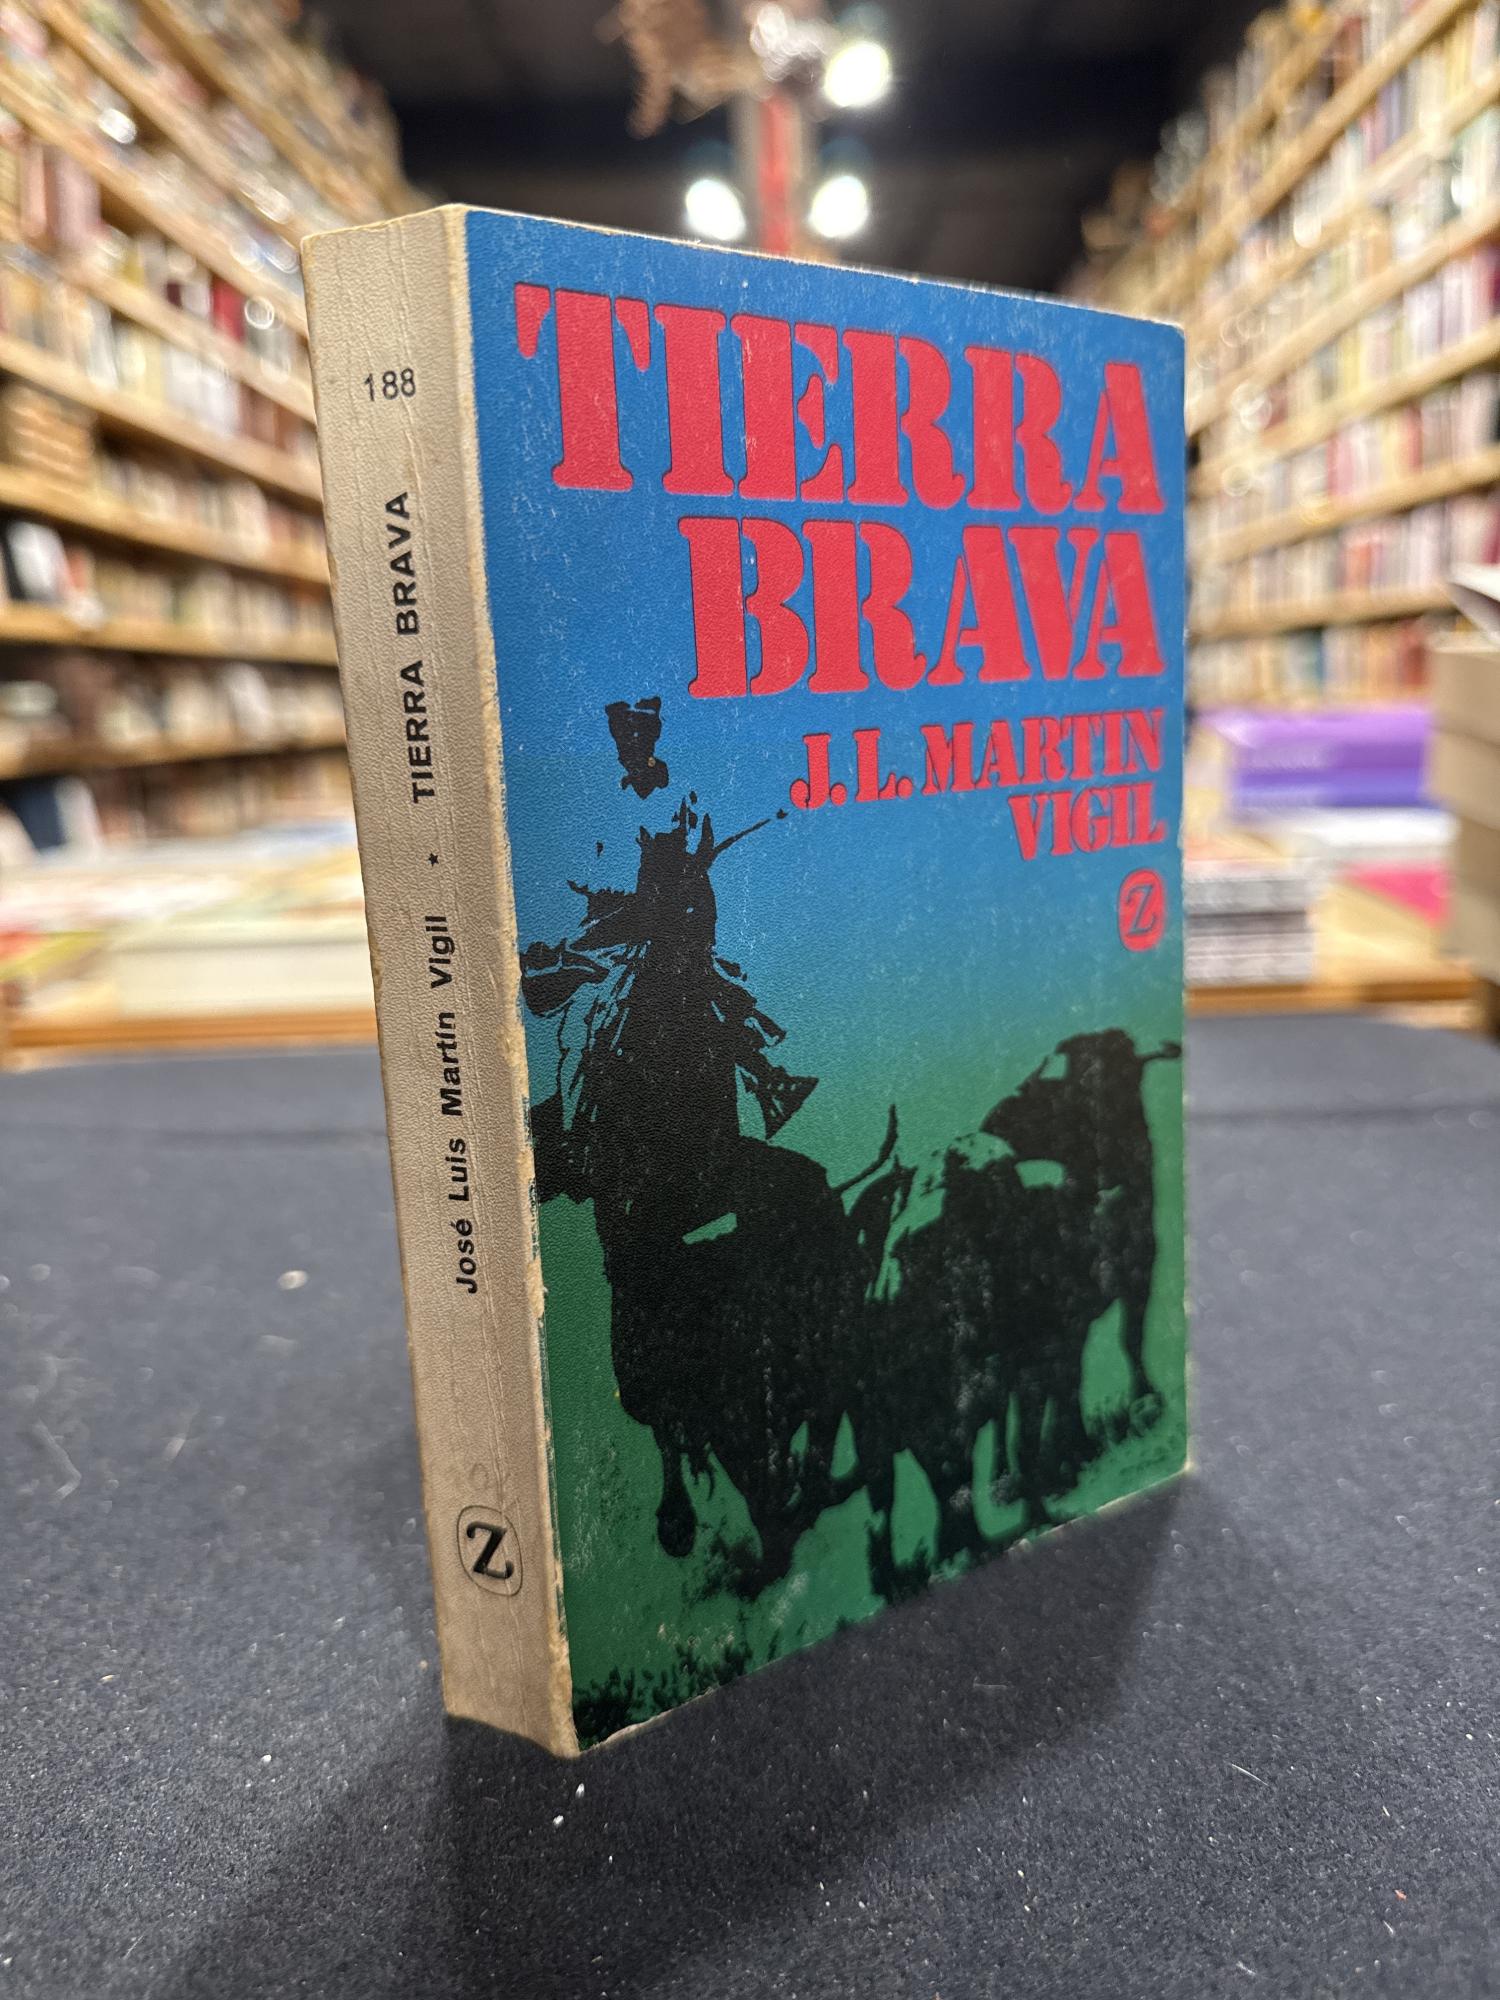 188
José Luis Martín Vigil * TIERRA BRAVA
Z
TIERRA
BRAVA
J. L. MARTIN
VIGIL
Z